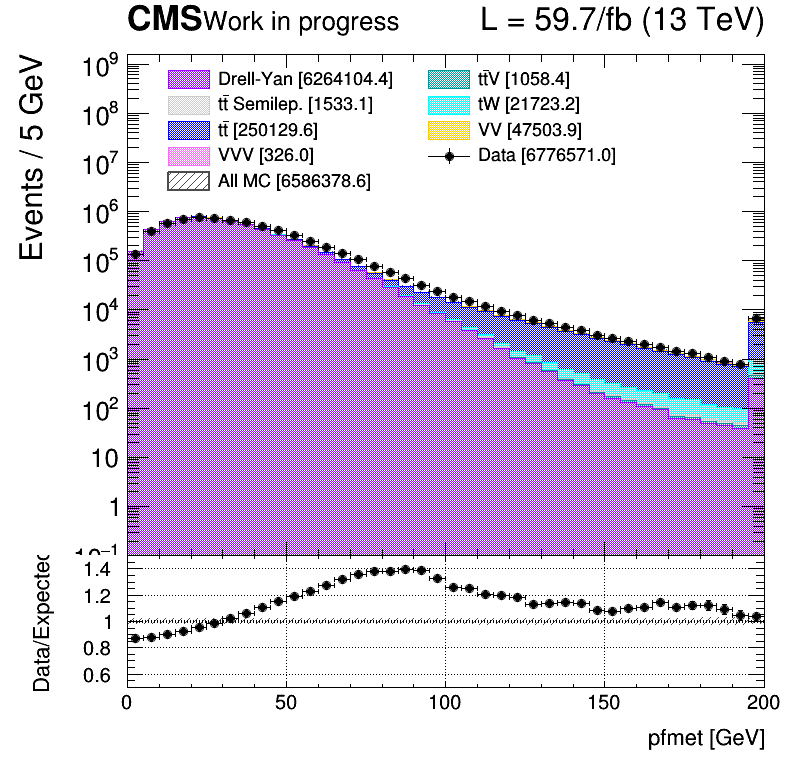 CMS Work in progress L = 59.7/fb (13 TeV)
Events / 5 GeV
10⁹
10⁸
10⁷
10⁶
10⁵
10⁴
10³
10²
10
1
10⁻¹
Drell-Yan [6264104.4]
tt̄ Semilep. [1533.1]
tt̄ [250129.6]
VVV [326.0]
All MC [6586378.6]
tt̄V [1058.4]
tW [21723.2]
VV [47503.9]
Data [6776571.0]
Data/Expected
1.4
1.2
1
0.8
0.6
0 50 100 150 200
pfmet [GeV]